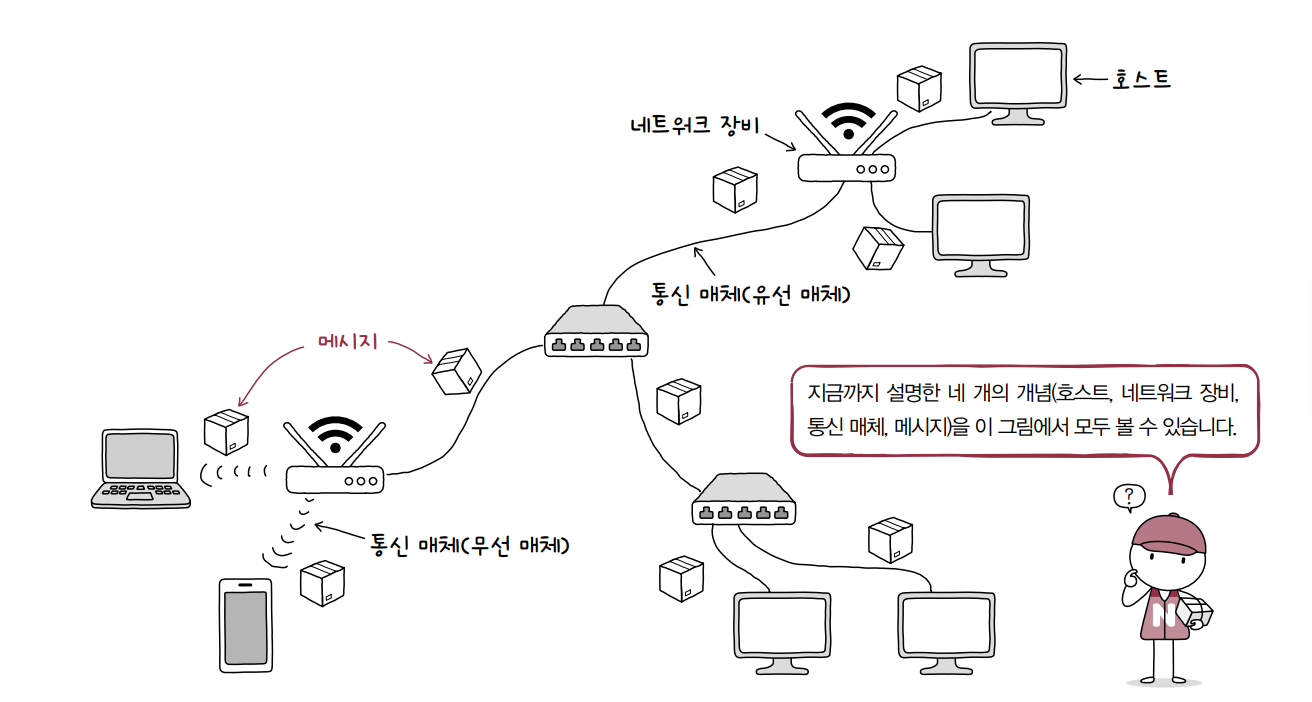 호스트
네트워크 장비
통신 매체(유선 매체)
메시지
지금까지 설명한 네 개의 개념(호스트, 네트워크 장비,
통신 매체, 메시지)을 이 그림에서 모두 볼 수 있습니다.
?
통신 매체(무선 매체)
N